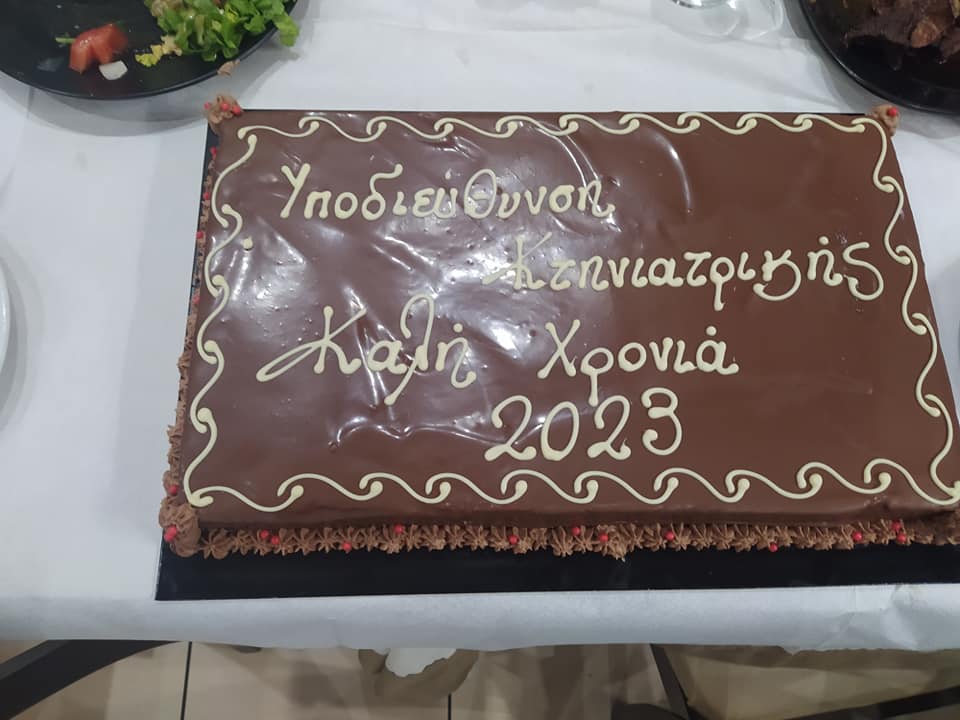 Υποδιεύθυνση
Κτηνιατρικής
Καλή Χρονιά
2023